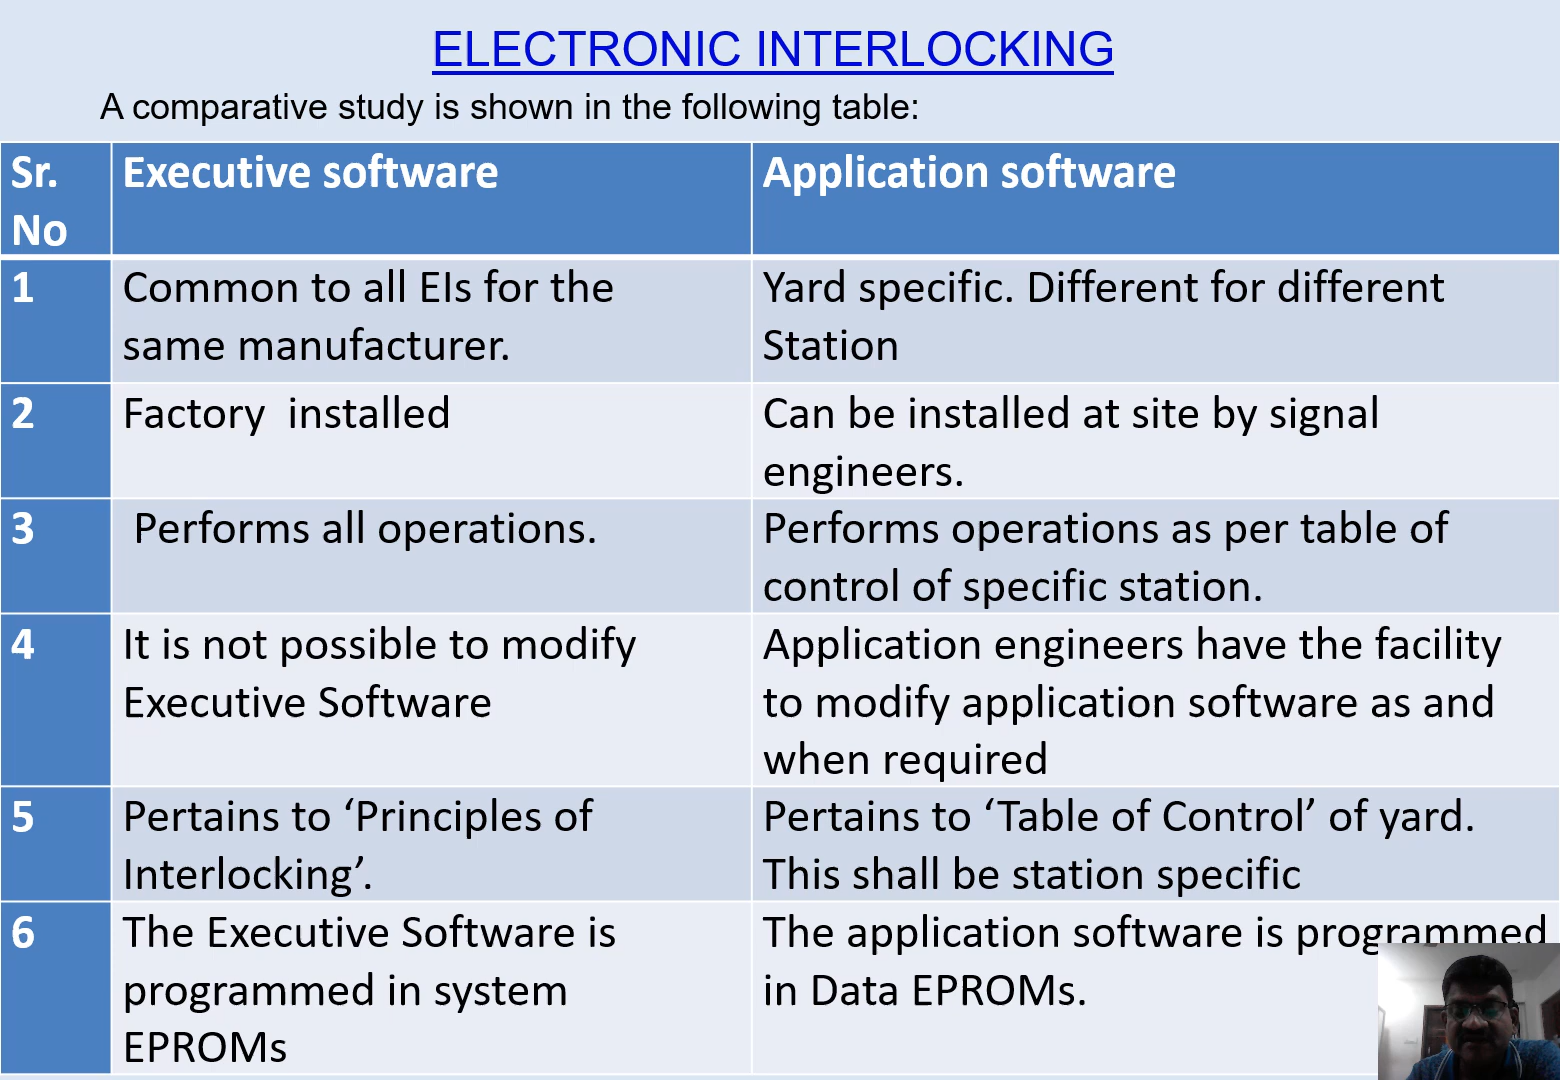 ELECTRONIC INTERLOCKING
A comparative study is shown in the following table:
Sr. No
Executive software
Application software
1
Common to all EIs for the
same manufacturer.
Yard specific. Different for different
Station
2
Factory installed
Can be installed at site by signal
engineers.
3
Performs all operations.
Performs operations as per table of
control of specific station.
4
It is not possible to modify
Executive Software
Application engineers have the facility
to modify application software as and
when required
5
Pertains to ‘Principles of
Interlocking’.
Pertains to ‘Table of Control’ of yard.
This shall be station specific
6
The Executive Software is
programmed in system
EPROMs
The application software is programmed
in Data EPROMs.